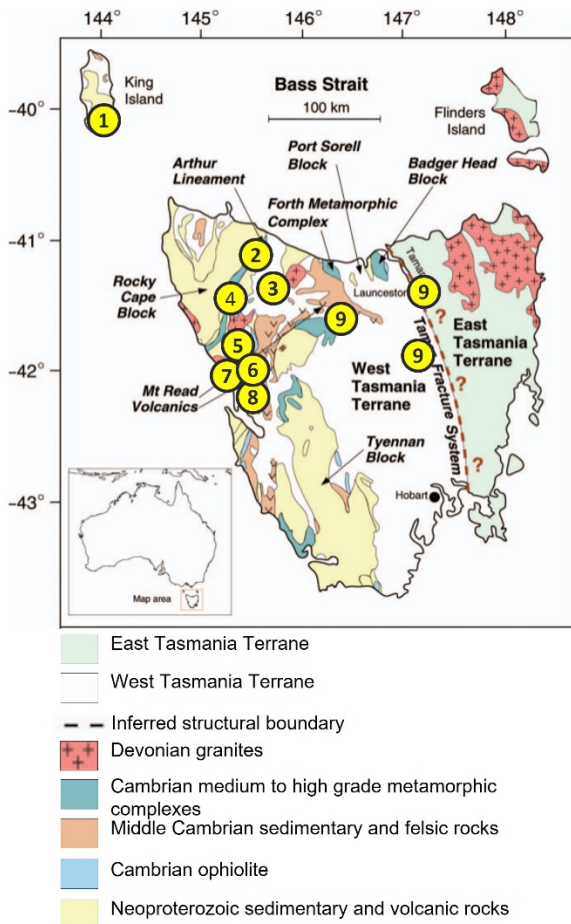 144° 145° 146° 147° 148°
King
Island
Bass Strait
100 km
-40°
1
Flinders
Island
Port Sorell
Block
Badger Head
Block
Arthur
Lineament
Forth Metamorphic
Complex
-41°
2
Tamar
3
Rocky
Cape
Block
4
Launceston
9
9
?
5
East
Tasmania
Terrane
-42°
7
6
9
West
Tasmania
Terrane
Fracture System
?
Mt Read
Volcanics
8
Tyennan
Block
?
-43°
Hobart
Map area
East Tasmania Terrane
West Tasmania Terrane
Inferred structural boundary
Devonian granites
Cambrian medium to high grade metamorphic
complexes
Middle Cambrian sedimentary and felsic rocks
Cambrian ophiolite
Neoproterozoic sedimentary and volcanic rocks